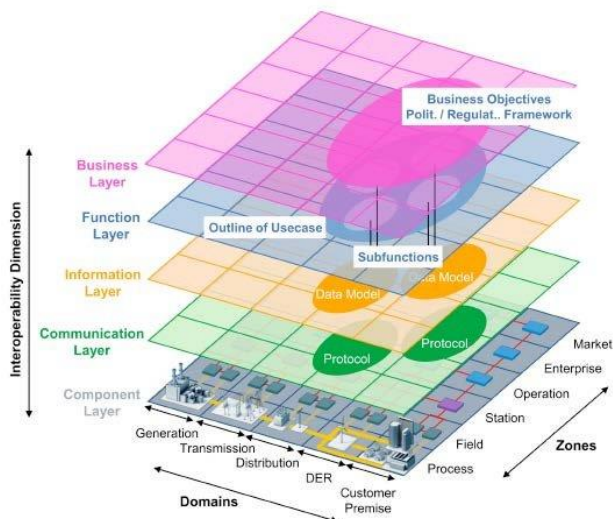 Business Objectives
Polit. / Regulat.. Framework
Business
Layer
Function
Layer
Outline of Usecase
Subfunctions
Information
Layer
Data Model
Data Model
Communication
Layer
Protocol
Protocol
Component
Layer
Interoperability Dimension
Generation
Transmission
Distribution
DER
Customer
Premise
Domains
Market
Enterprise
Operation
Station
Field
Process
Zones